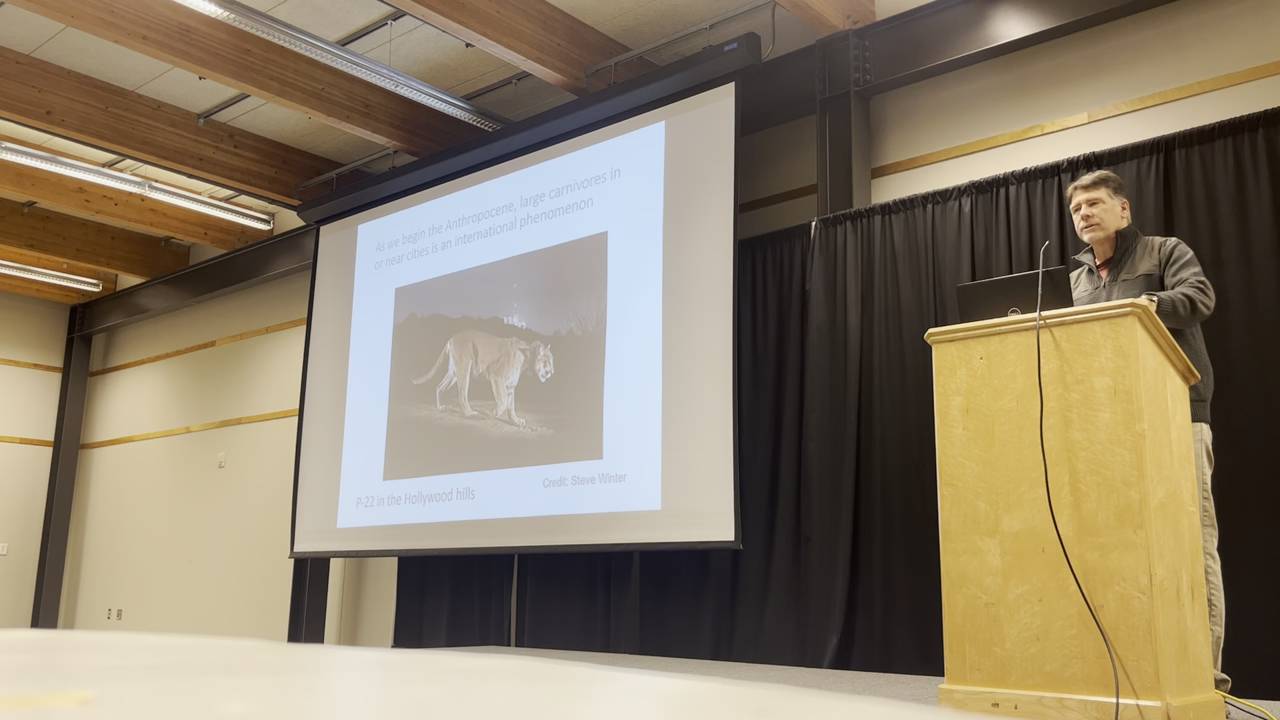 As we begin the Anthropocene, large carnivores in
or near cities is an international phenomenon
Credit: Steve Winter
P-22 in the Hollywood hills